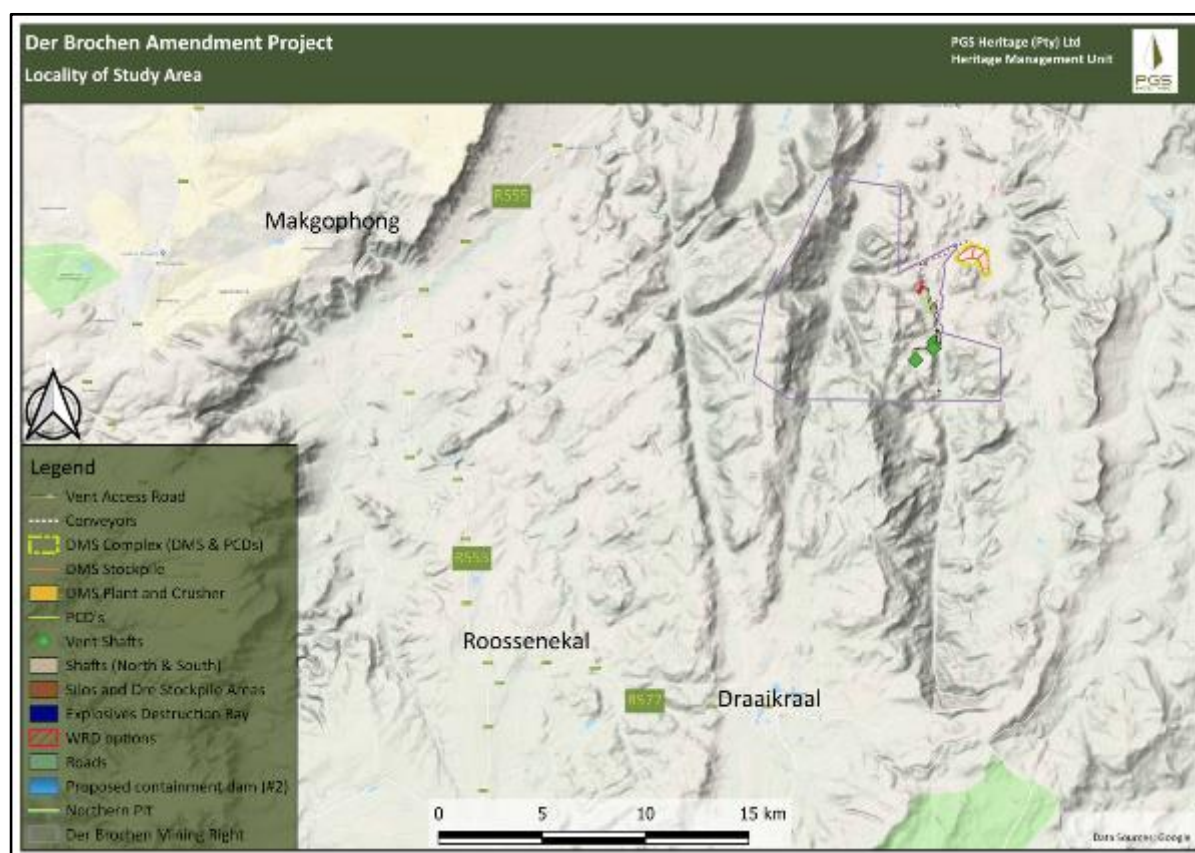 Der Brochen Amendment Project
Locality of Study Area
PGS Heritage (Pty) Ltd
Heritage Management Unit
PGS
R555
Makgophong
N
Legend
Vent Access Road
Conveyors
DMS Complex (DMS & PCDs)
DMS Stockpile
DMS Plant and Crusher
PCD's
Vent Shafts
Shafts (North & South)
Silos and Ore Stockpile Areas
Explosives Destruction Bay
WRD options
Roads
Proposed containment dam (#2)
Northern Pit
Der Brochen Mining Right
R555
Roossenekal
R577
Draaikraal
0 5 10 15 km
Data Sources: Google